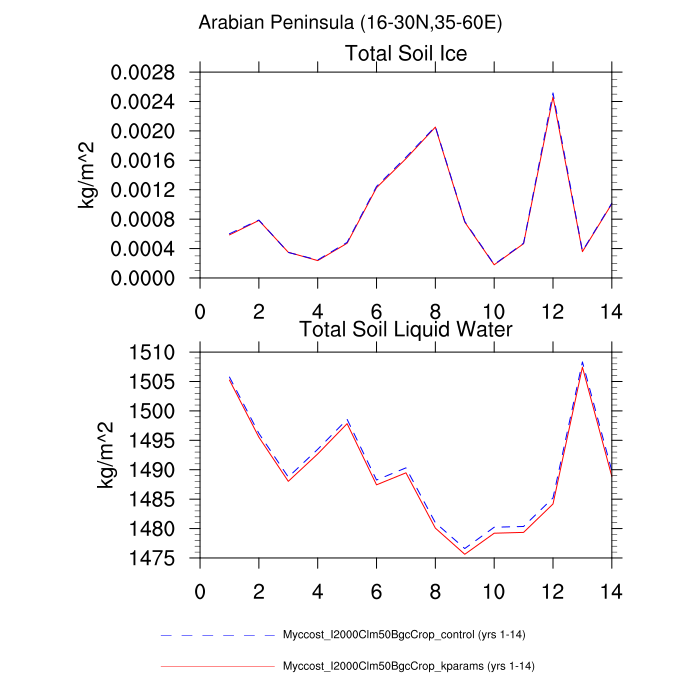 Arabian Peninsula (16-30N,35-60E)
Total Soil Ice
0.0028
0.0024
0.0020
0.0016
0.0012
0.0008
0.0004
0.0000
kg/m^2
0 2 4 6 8 10 12 14
Total Soil Liquid Water
1510
1505
1500
1495
1490
1485
1480
1475
kg/m^2
0 2 4 6 8 10 12 14
Myccost_I2000Clm50BgcCrop_control (yrs 1-14)
Myccost_I2000Clm50BgcCrop_kparams (yrs 1-14)